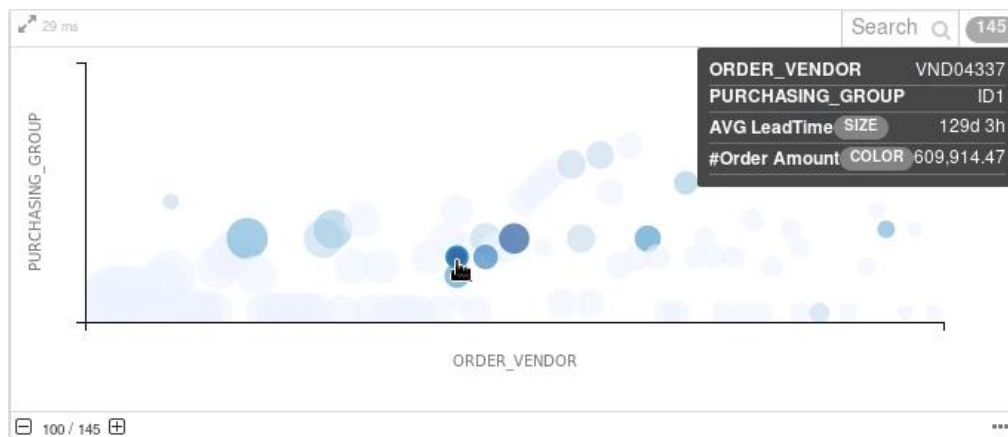 29 ms
Search
145
ORDER_VENDOR VND04337
PURCHASING_GROUP ID1
AVG LeadTime SIZE 129d 3h
#Order Amount COLOR 609,914.47
PURCHASING_GROUP
ORDER_VENDOR
100 / 145